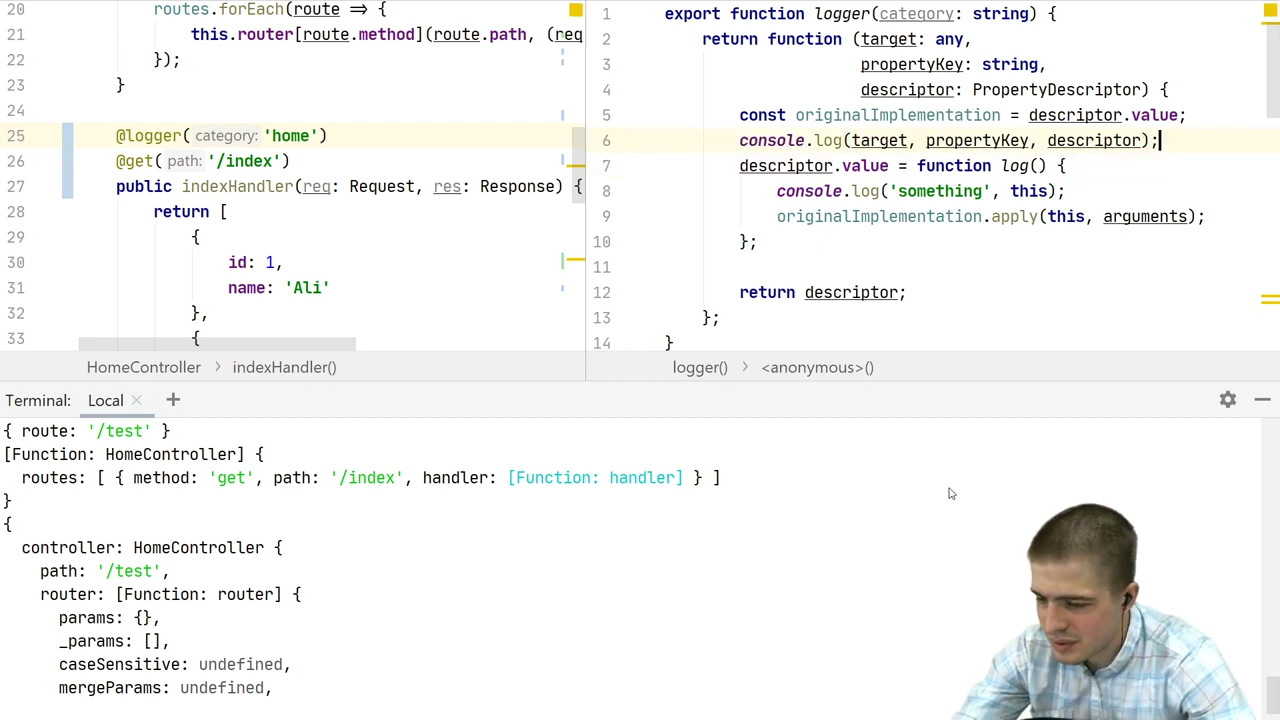 20 routes.forEach(route => {
21 this.router[route.method](route.path, (req
22 });
23 }
24
25 @logger( category: 'home')
26 @get( path: '/index')
27 public indexHandler(req: Request, res: Response) {
28 return [
29 {
30 id: 1,
31 name: 'Ali'
32 },
33 {
HomeController > indexHandler()
1 export function logger(category: string) {
2 return function (target: any,
3 propertyKey: string,
4 descriptor: PropertyDescriptor) {
5 const originalImplementation = descriptor.value;
6 console.log(target, propertyKey, descriptor);
7 descriptor.value = function log() {
8 console.log('something', this);
9 originalImplementation.apply(this, arguments);
10 };
11
12 return descriptor;
13 };
14 }
logger() > <anonymous>()
Terminal: Local × +
{ route: '/test' }
[Function: HomeController] {
routes: [ { method: 'get', path: '/index', handler: [Function: handler] } ]
}
{
controller: HomeController {
path: '/test',
router: [Function: router] {
params: {},
_params: [],
caseSensitive: undefined,
mergeParams: undefined,